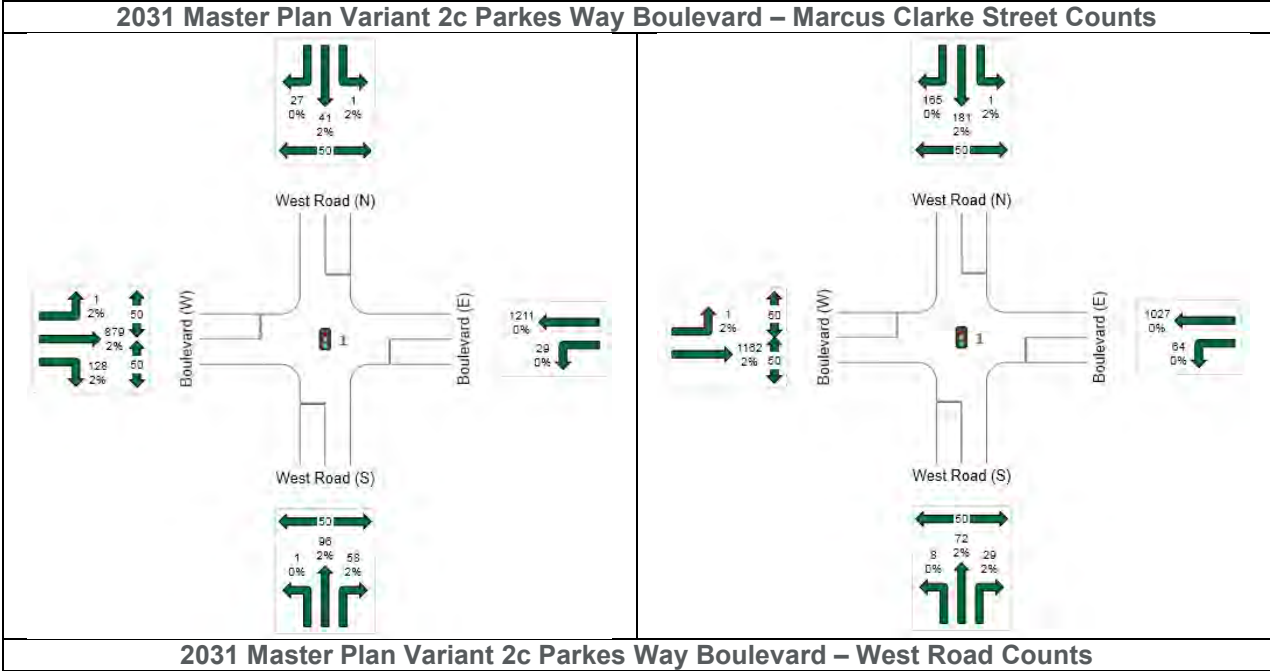 2031 Master Plan Variant 2c Parkes Way Boulevard – Marcus Clarke Street Counts
27 41 1
0% 2% 2%
50
West Road (N)
1
2%
879
2%
128
2%
50
50
Boulevard (W)
1
Boulevard (E)
1211
0%
29
0%
West Road (S)
50
1 96 58
0% 2% 2%
165 181 1
0% 2% 2%
50
West Road (N)
1
2%
1162
2%
50
50
Boulevard (W)
1
Boulevard (E)
1027
0%
64
0%
West Road (S)
50
8 72 29
0% 2% 2%
2031 Master Plan Variant 2c Parkes Way Boulevard – West Road Counts